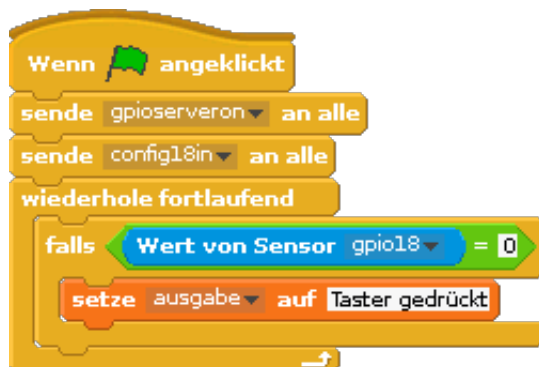 Wenn angeklickt
sende gpioserveron an alle
sende config18in an alle
wiederhole fortlaufend
falls Wert von Sensor gpio18 = 0
setze ausgabe auf Taster gedrückt